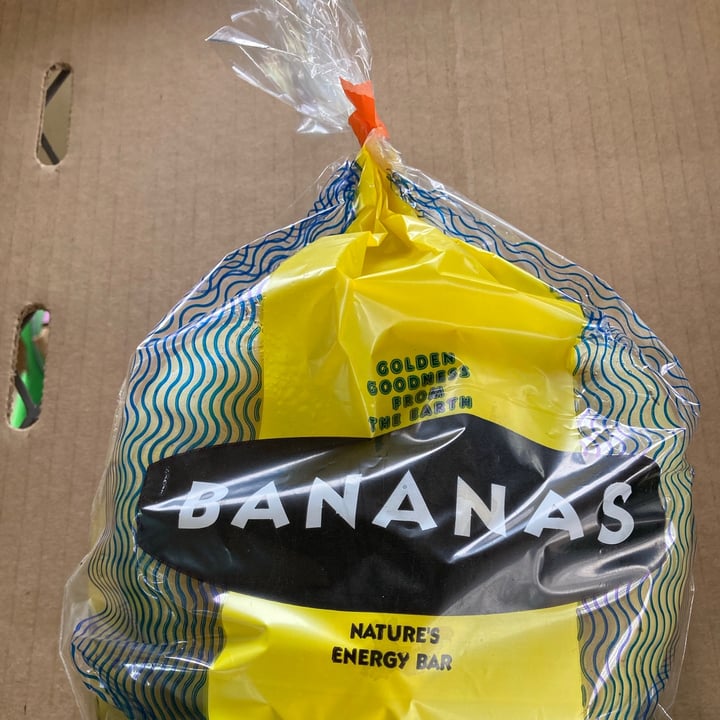 GOLDEN
GOODNESS
FROM
THE EARTH
BANANAS
NATURE'S
ENERGY BAR